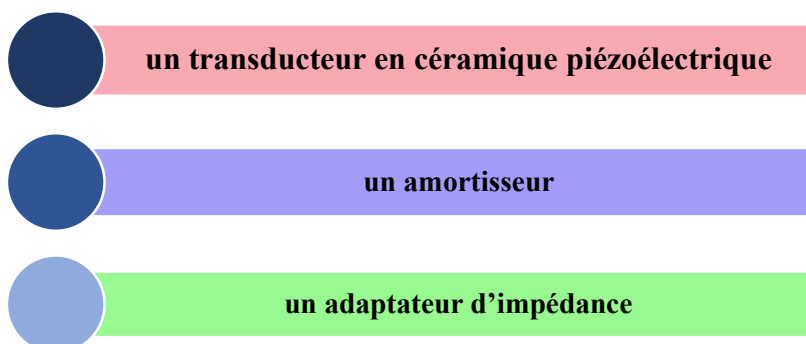 un transducteur en céramique piézoélectrique
un amortisseur
un adaptateur d’impédance